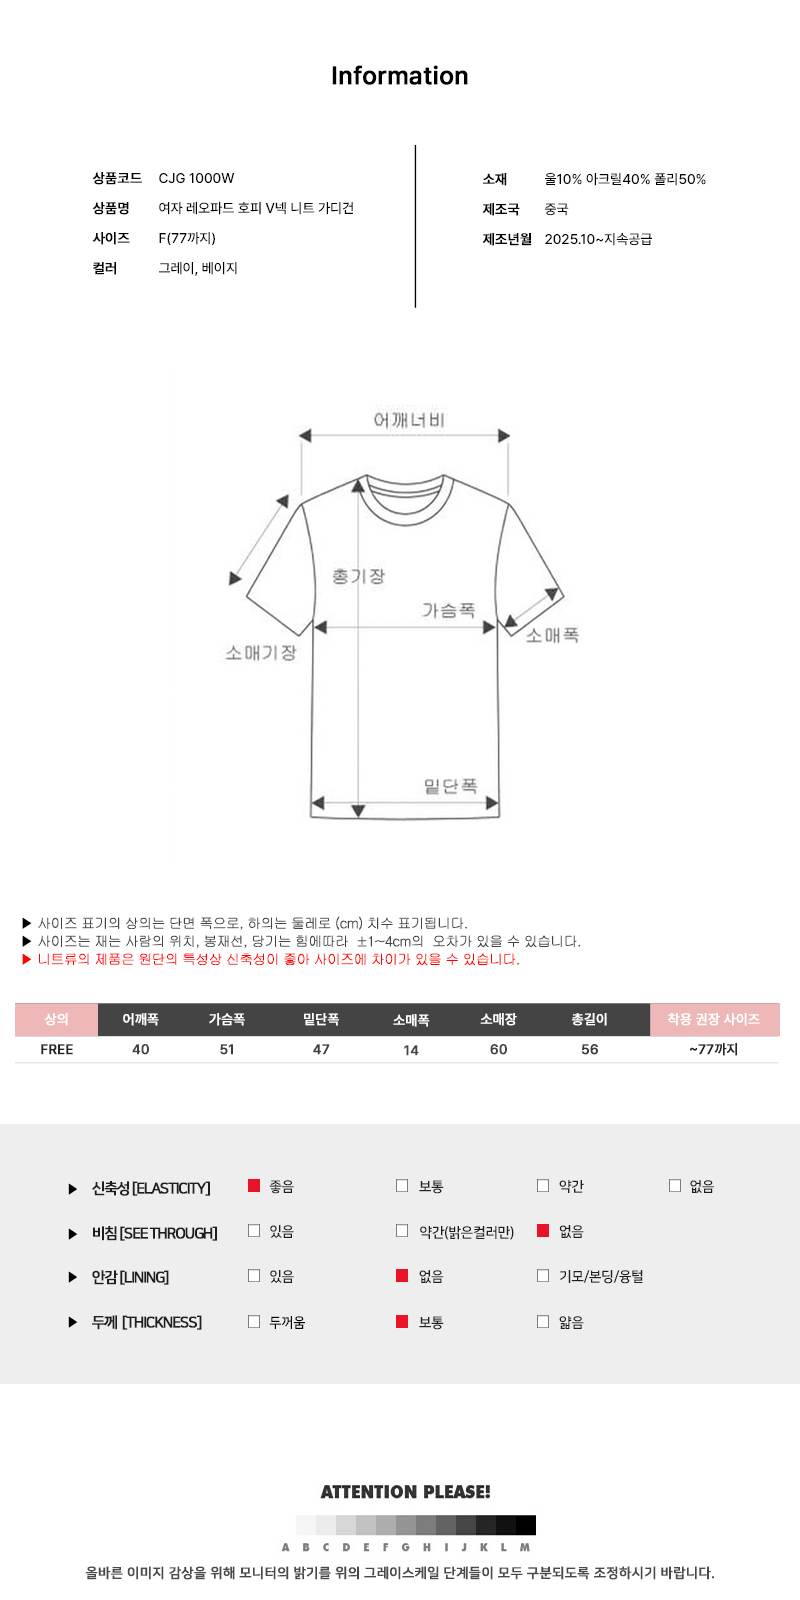 Information
상품코드 CJG 1000W
상품명 여자 레오파드 호피 V넥 니트 가디건
사이즈 F(77까지)
컬러 그레이, 베이지
소재 울10% 아크릴40% 폴리50%
제조국 중국
제조년월 2025.10~지속공급
어깨너비
총기장
가슴폭
소매폭
소매기장
밑단폭
▶ 사이즈 표기의 상의는 단면 폭으로, 하의는 둘레로 (cm) 치수 표기됩니다.
▶ 사이즈는 재는 사람의 위치, 봉재선, 당기는 힘에따라 ±1~4cm의 오차가 있을 수 있습니다.
▶ 니트류의 제품은 원단의 특성상 신축성이 좋아 사이즈에 차이가 있을 수 있습니다.
상의 어깨폭 가슴폭 밑단폭 소매폭 소매장 총길이 착용 권장 사이즈
FREE 40 51 47 14 60 56 ~77까지
▶ 신축성 [ELASTICITY] 좋음 보통 약간 없음
▶ 비침 [SEE THROUGH] 있음 약간(밝은컬러만) 없음
▶ 안감 [LINING] 있음 없음 기모/본딩/융털
▶ 두께 [THICKNESS] 두꺼움 보통 얇음
ATTENTION PLEASE!
A B C D E F G H I J K L M
올바른 이미지 감상을 위해 모니터의 밝기를 위의 그레이스케일 단계들이 모두 구분되도록 조정하시기 바랍니다.